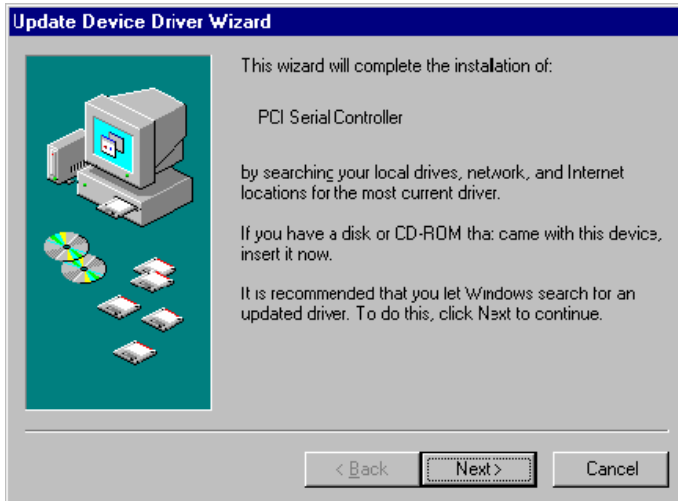 Update Device Driver Wizard
This wizard will complete the installation of:
PCI Serial Controller
by searching your local drives, network, and Internet
locations for the most current driver.
If you have a disk or CD-ROM that came with this device,
insert it now.
It is recommended that you let Windows search for an
updated driver. To do this, click Next to continue.
< Back
Next >
Cancel